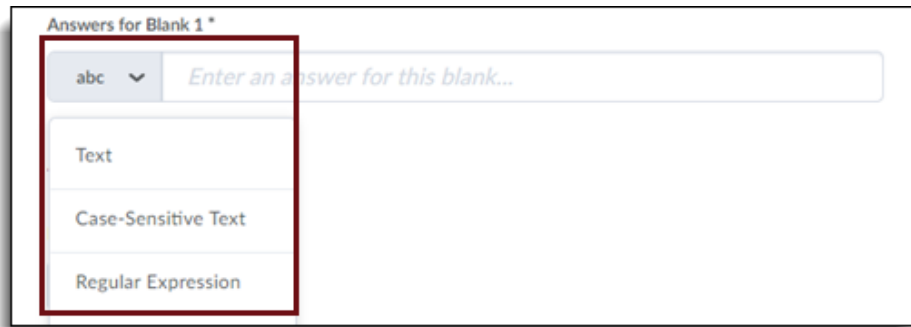 Answers for Blank 1 *
abc Enter an answer for this blank...
Text
Case-Sensitive Text
Regular Expression